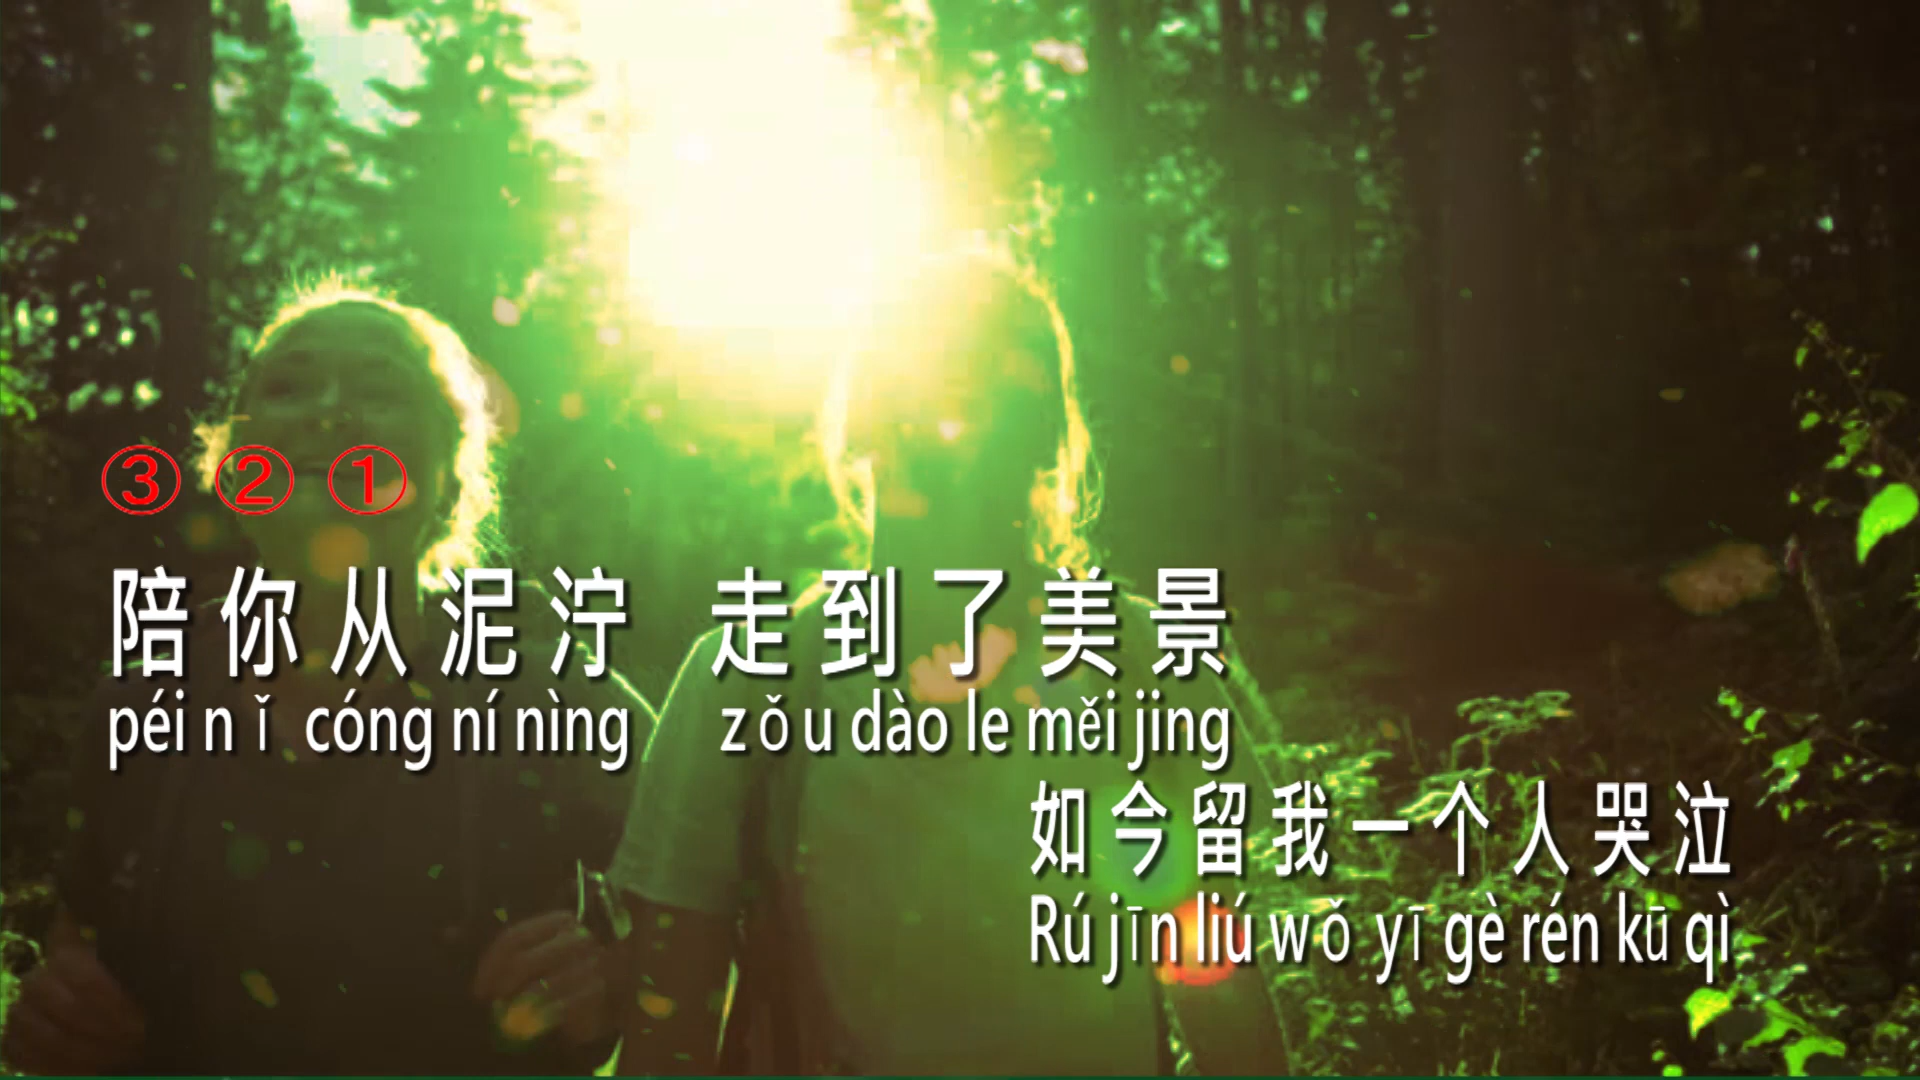 ③ ② ①
陪你从泥泞 走到了美景
péi nǐ cóng ní nìng zǒu dào le měi jing
如今留我一个人哭泣
Rú jīn liú wǒ yī gè rén kū qì